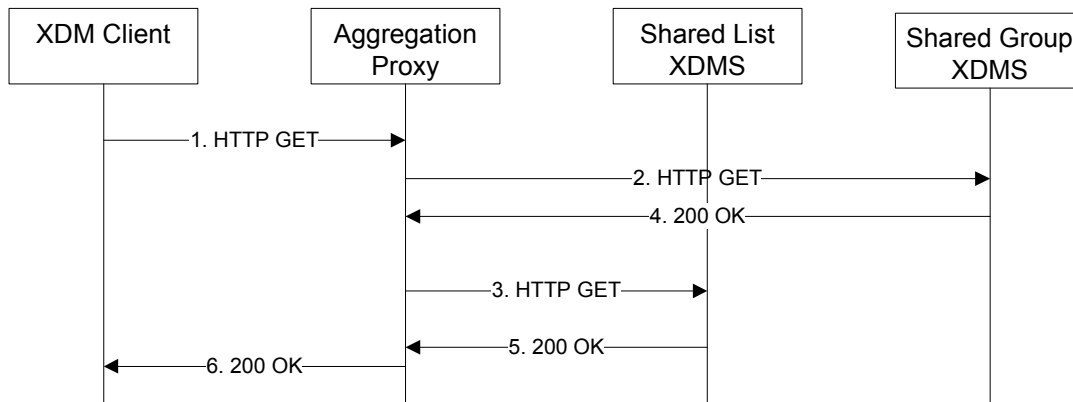 XDM Client
Aggregation
Proxy
Shared List
XDMS
Shared Group
XDMS
1. HTTP GET
2. HTTP GET
4. 200 OK
3. HTTP GET
5. 200 OK
6. 200 OK